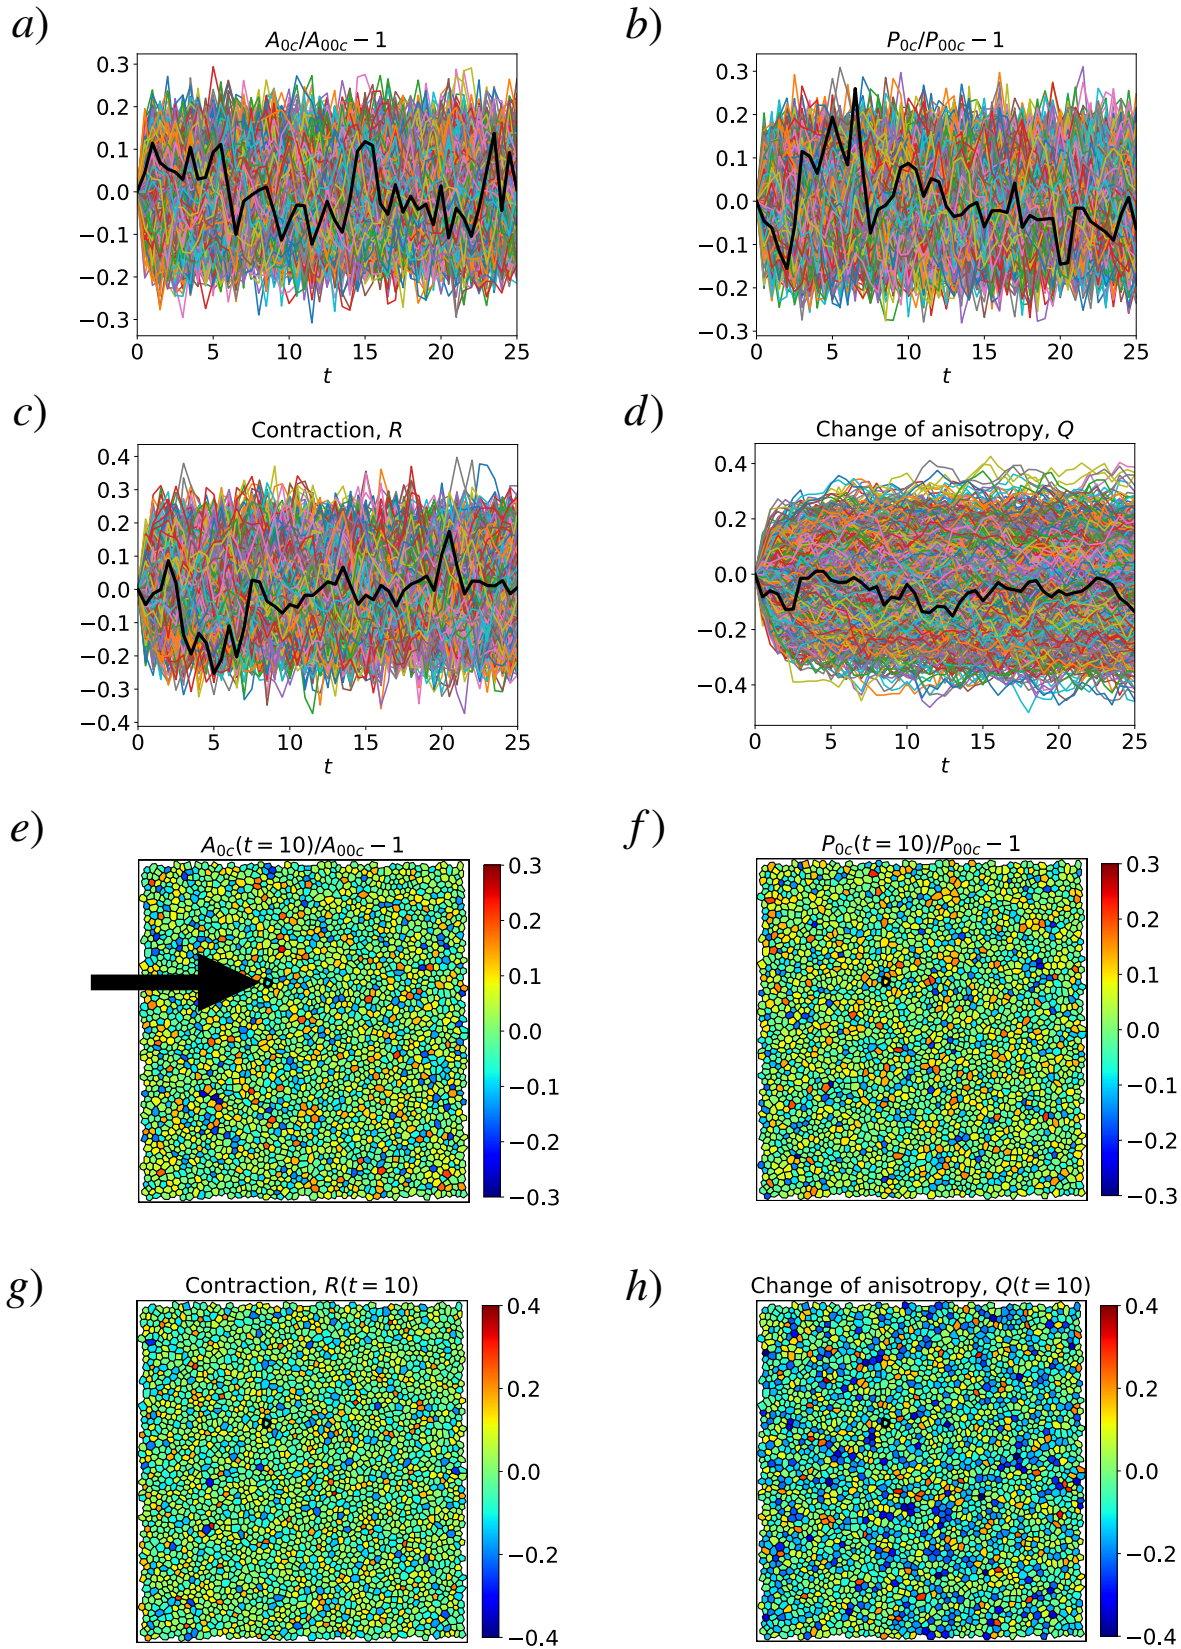 a)
A0c/A00c − 1
0.3
0.2
0.1
0.0
−0.1
−0.2
−0.3
0 5 10 15 20 25
t
b)
P0c/P00c − 1
0.3
0.2
0.1
0.0
−0.1
−0.2
−0.3
0 5 10 15 20 25
t
c)
Contraction, R
0.4
0.3
0.2
0.1
0.0
−0.1
−0.2
−0.3
−0.4
0 5 10 15 20 25
t
d)
Change of anisotropy, Q
0.4
0.2
0.0
−0.2
−0.4
0 5 10 15 20 25
t
e)
A0c(t = 10)/A00c − 1
0.3
0.2
0.1
0.0
−0.1
−0.2
−0.3
f)
P0c(t = 10)/P00c − 1
0.3
0.2
0.1
0.0
−0.1
−0.2
−0.3
g)
Contraction, R(t = 10)
0.4
0.2
0.0
−0.2
−0.4
h)
Change of anisotropy, Q(t = 10)
0.4
0.2
0.0
−0.2
−0.4